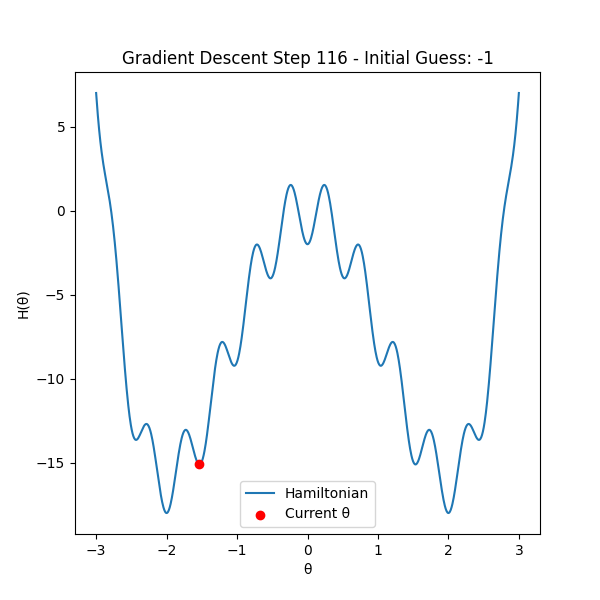 Gradient Descent Step 116 - Initial Guess: -1
5
0
−5
−10
−15
H(θ)
Hamiltonian
Current θ
−3 −2 −1 0 1 2 3
θ